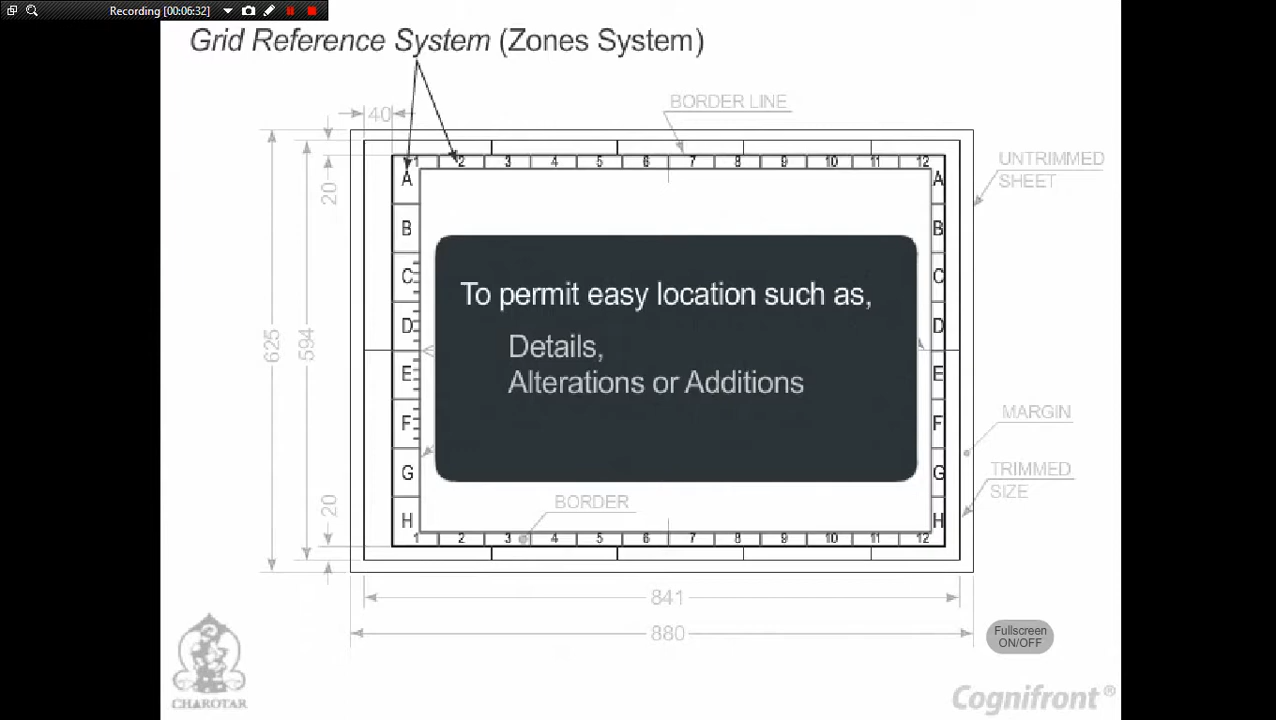 Recording [00:06:32]
Grid Reference System (Zones System)
BORDER LINE
40
UNTRIMMED
SHEET
20
1 2 3 4 5 6 7 8 9 10 11 12
A A
B B
C C
D D
E E
F F
G G
H H
To permit easy location such as,
Details,
Alterations or Additions
625
594
MARGIN
TRIMMED
SIZE
20
BORDER
1 2 3 4 5 6 7 8 9 10 11 12
841
880
Fullscreen
ON/OFF
CHAROTAR
Cognifront®